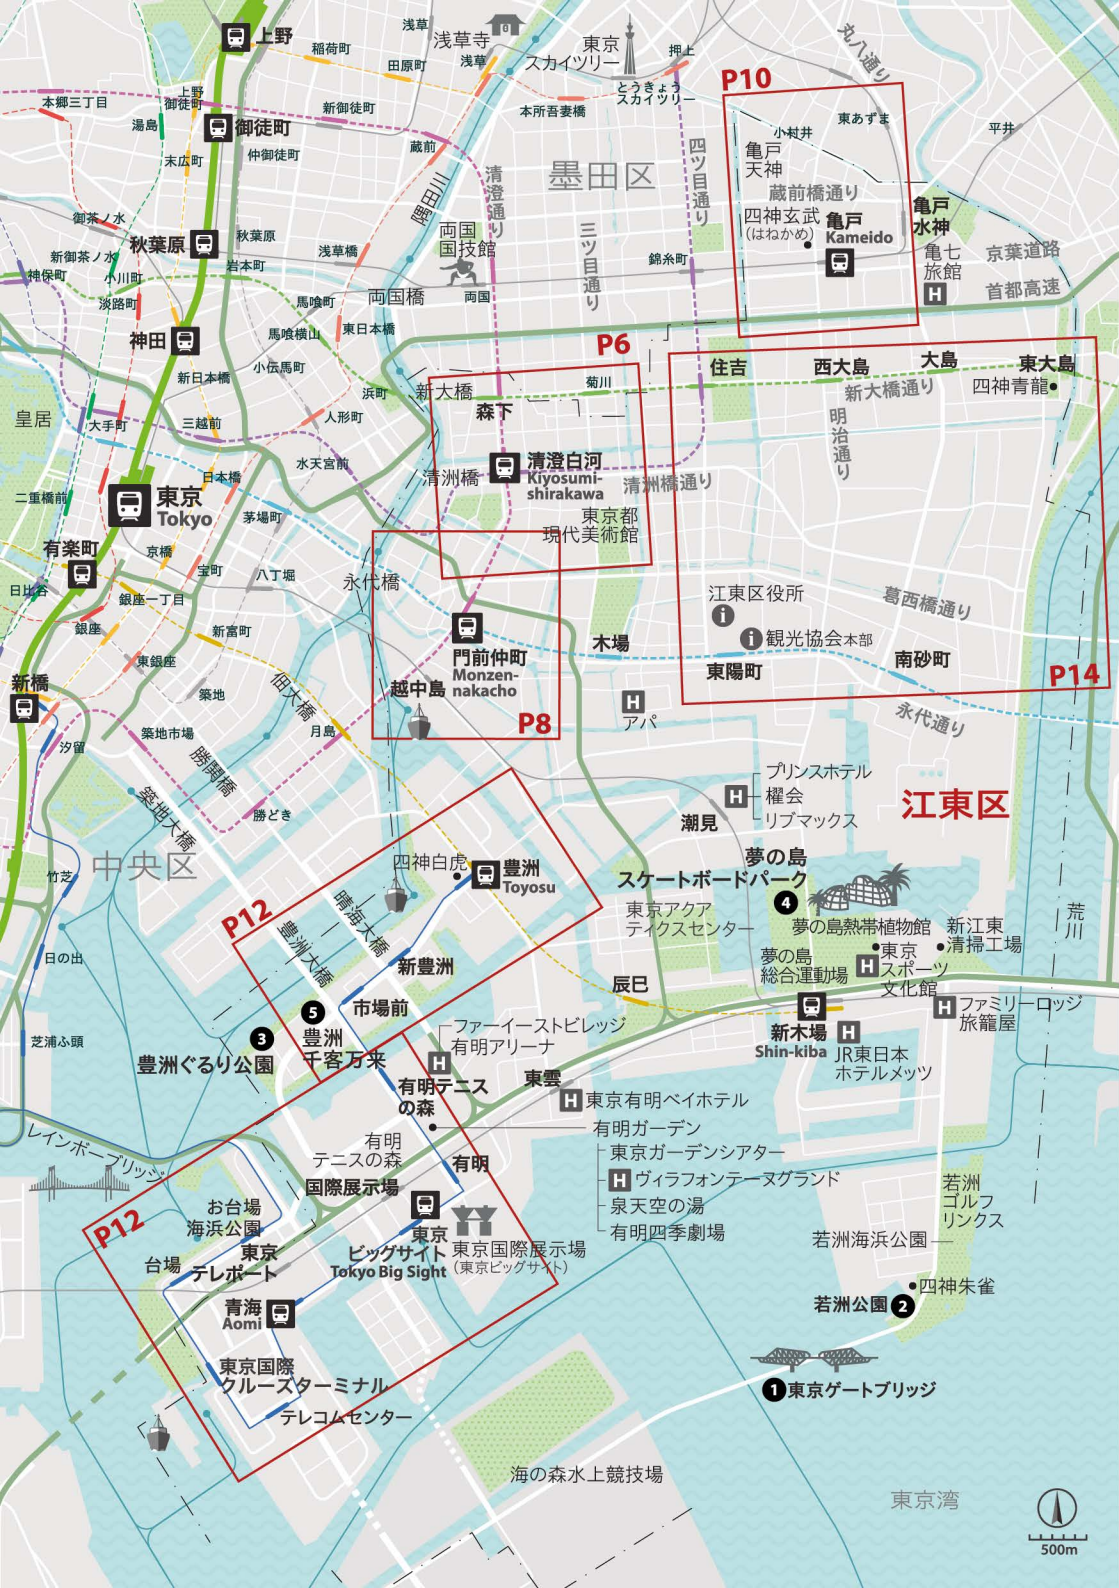 上野
稲荷町
田原町
浅草
浅草寺
浅草
東京
スカイツリー
押上
とうきょう
スカイツリー
丸八通り
P10
本郷三丁目
上野
御徒町
湯島
御徒町
新御徒町
本所吾妻橋
小村井
東あずま
平井
末広町
仲御徒町
蔵前
清澄通り
墨田区
四ツ目通り
亀戸
天神
蔵前橋通り
隅田川
御茶ノ水
秋葉原
秋葉原
浅草橋
両国
国技館
三ツ目通り
四神玄武
(はねかめ)
亀戸
Kameido
亀戸
水神
新御茶ノ水
神保町
小川町
岩本町
錦糸町
亀七
旅館
H
京葉道路
首都高速
淡路町
馬喰町
両国橋
両国
神田
馬喰横山
東日本橋
P6
新日本橋
小伝馬町
浜町
新大橋
菊川
住吉
西大島
大島
東大島
四神青龍
新大橋通り
皇居
大手町
三越前
人形町
森下
明治通り
二重橋前
日本橋
水天宮前
清洲橋
清澄白河
Kiyosumi-
shirakawa
清洲橋通り
東京
Tokyo
茅場町
東京都
現代美術館
有楽町
京橋
日比谷
宝町
八丁堀
永代橋
銀座一丁目
江東区役所
葛西橋通り
銀座
新富町
門前仲町
Monzen-
nakacho
木場
観光協会本部
東陽町
南砂町
P14
新橋
東銀座
築地
佃大橋
越中島
P8
H
アパ
永代通り
汐留
築地市場
勝鬨橋
月島
築地大橋
勝どき
プリンスホテル
H
櫂会
リブマックス
潮見
江東区
中央区
竹芝
四神白虎
豊洲
Toyosu
夢の島
スケートボードパーク
4
P12
晴海大橋
豊洲大橋
東京アクア
ティクスセンター
夢の島熱帯植物館
新江東
清掃工場
荒川
日の出
新豊洲
夢の島
総合運動場
H
東京
スポーツ
文化館
辰巳
市場前
5
豊洲
千客万来
3
豊洲ぐるり公園
芝浦ふ頭
新木場
Shin-kiba
H
JR東日本
ホテルメッツ
H
ファミリーロッジ
旅籠屋
ファーイーストビレッジ
有明アリーナ
H
東雲
有明テニス
の森
H
東京有明ベイホテル
有明ガーデン
東京ガーデンシアター
H
ヴィラフォンテーヌグランド
泉天空の湯
有明四季劇場
レインボーブリッジ
有明
テニスの森
有明
国際展示場
お台場
海浜公園
P12
東京
ビッグサイト
Tokyo Big Sight
東京国際展示場
(東京ビッグサイト)
若洲
ゴルフ
リンクス
若洲海浜公園
台場
東京
テレポート
四神朱雀
若洲公園
2
青海
Aomi
東京国際
クルーズターミナル
テレコムセンター
1
東京ゲートブリッジ
海の森水上競技場
東京湾
500m